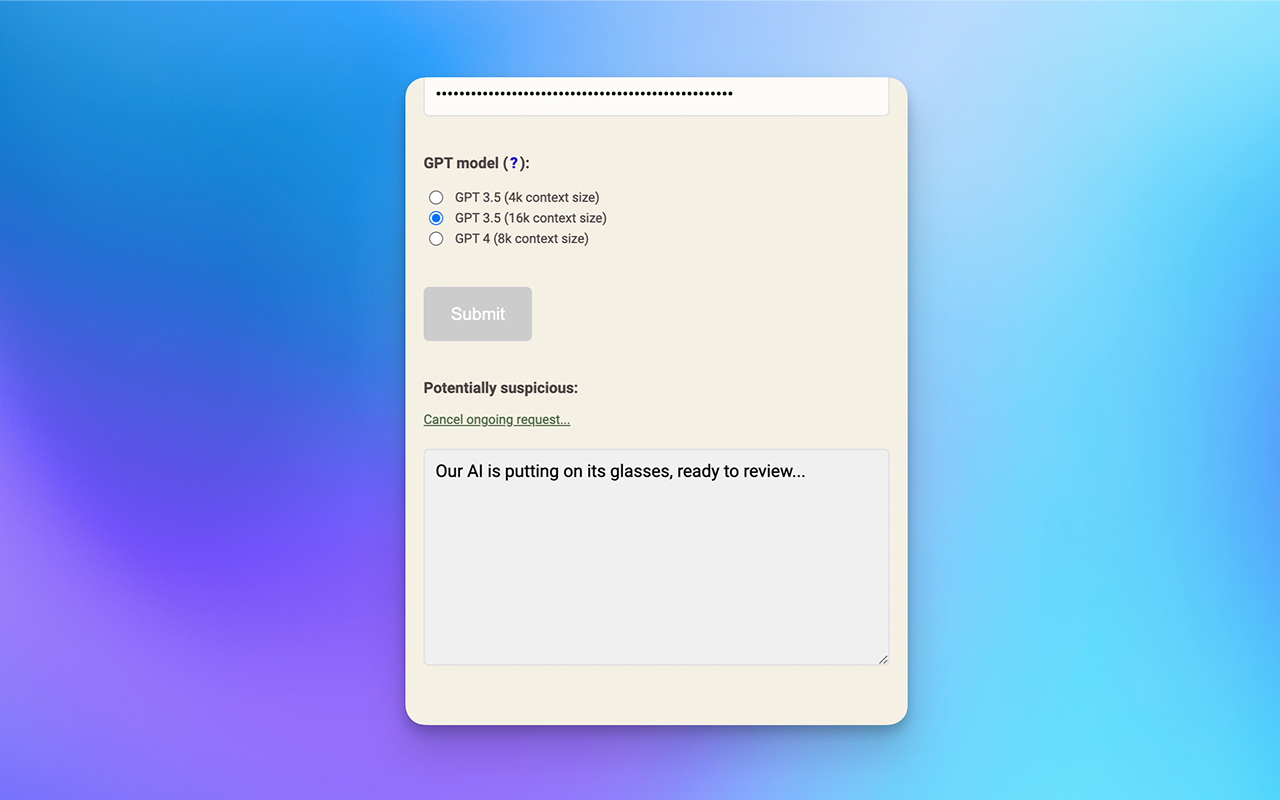 GPT model (?):
GPT 3.5 (4k context size)
GPT 3.5 (16k context size)
GPT 4 (8k context size)
Submit
Potentially suspicious:
Cancel ongoing request...
Our AI is putting on its glasses, ready to review...